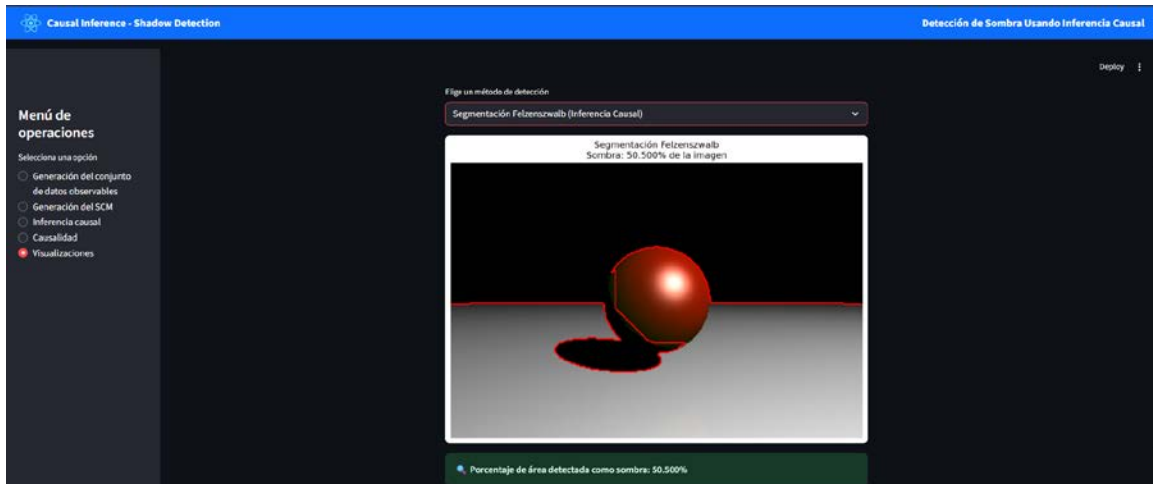 Causal Inference - Shadow Detection
Detección de Sombra Usando Inferencia Causal
Deploy
Menú de
operaciones
Selecciona una opción
Generación del conjunto
de datos observables
Generación del SCM
Inferencia causal
Causalidad
Visualizaciones
Elige un método de detección
Segmentación Felzenszwalb (Inferencia Causal)
Segmentación Felzenszwalb
Sombra: 50.500% de la imagen
Porcentaje de área detectada como sombra: 50.500%